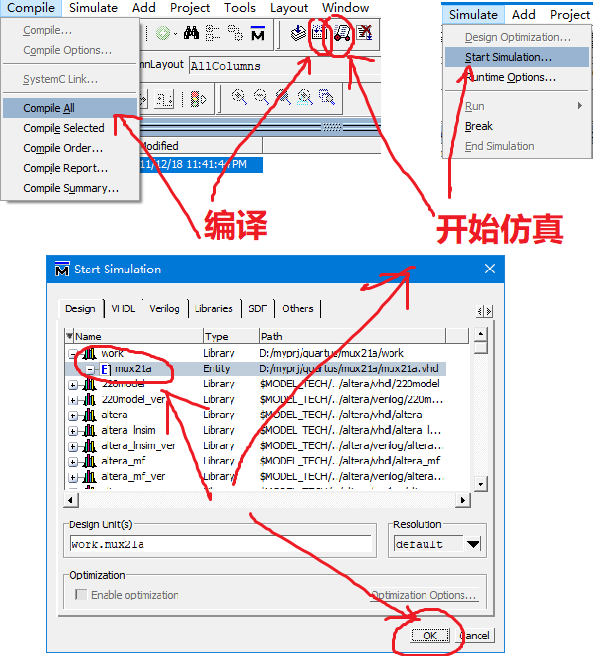 Compile Simulate Add Project Tools Layout Window
Compile...
Compile Options...
SystemC Link...
Compile All
Compile Selected
Compile Order...
Compile Report...
Compile Summary...
mnLayout AllColumns
Modified
11/12/18 11:41:4 PM
Simulate Add Project
Design Optimization...
Start Simulation...
Runtime Options...
Run
Break
End Simulation
编译
开始仿真
Start Simulation
Design VHDL Verilog Libraries SDF Others
Name Type Path
work Library D:/myprj/quartus/mux21a/work
E mux21a Entity D:/myprj/quartus/mux21a/mux21a.vhd
220model Library $MODEL_TECH/../altera/vhdl/220model
220model_ver Library $MODEL_TECH/../altera/verilog/220m...
altera Library $MODEL_TECH/../altera/vhdl/altera
altera_lnsim Library $MODEL_TECH/../altera/vhdl/altera_l...
altera_lnsim_ver Library $MODEL_TECH/../altera/verilog/altera...
altera_mf Library $MODEL_TECH/../altera/vhdl/altera_mf
altera_mf_ver Library $MODEL_TECH/../altera/verilog/altera...
Design Unit(s) Resolution
work.mux21a default
Optimization
Enable optimization Optimization Options...
OK Cancel